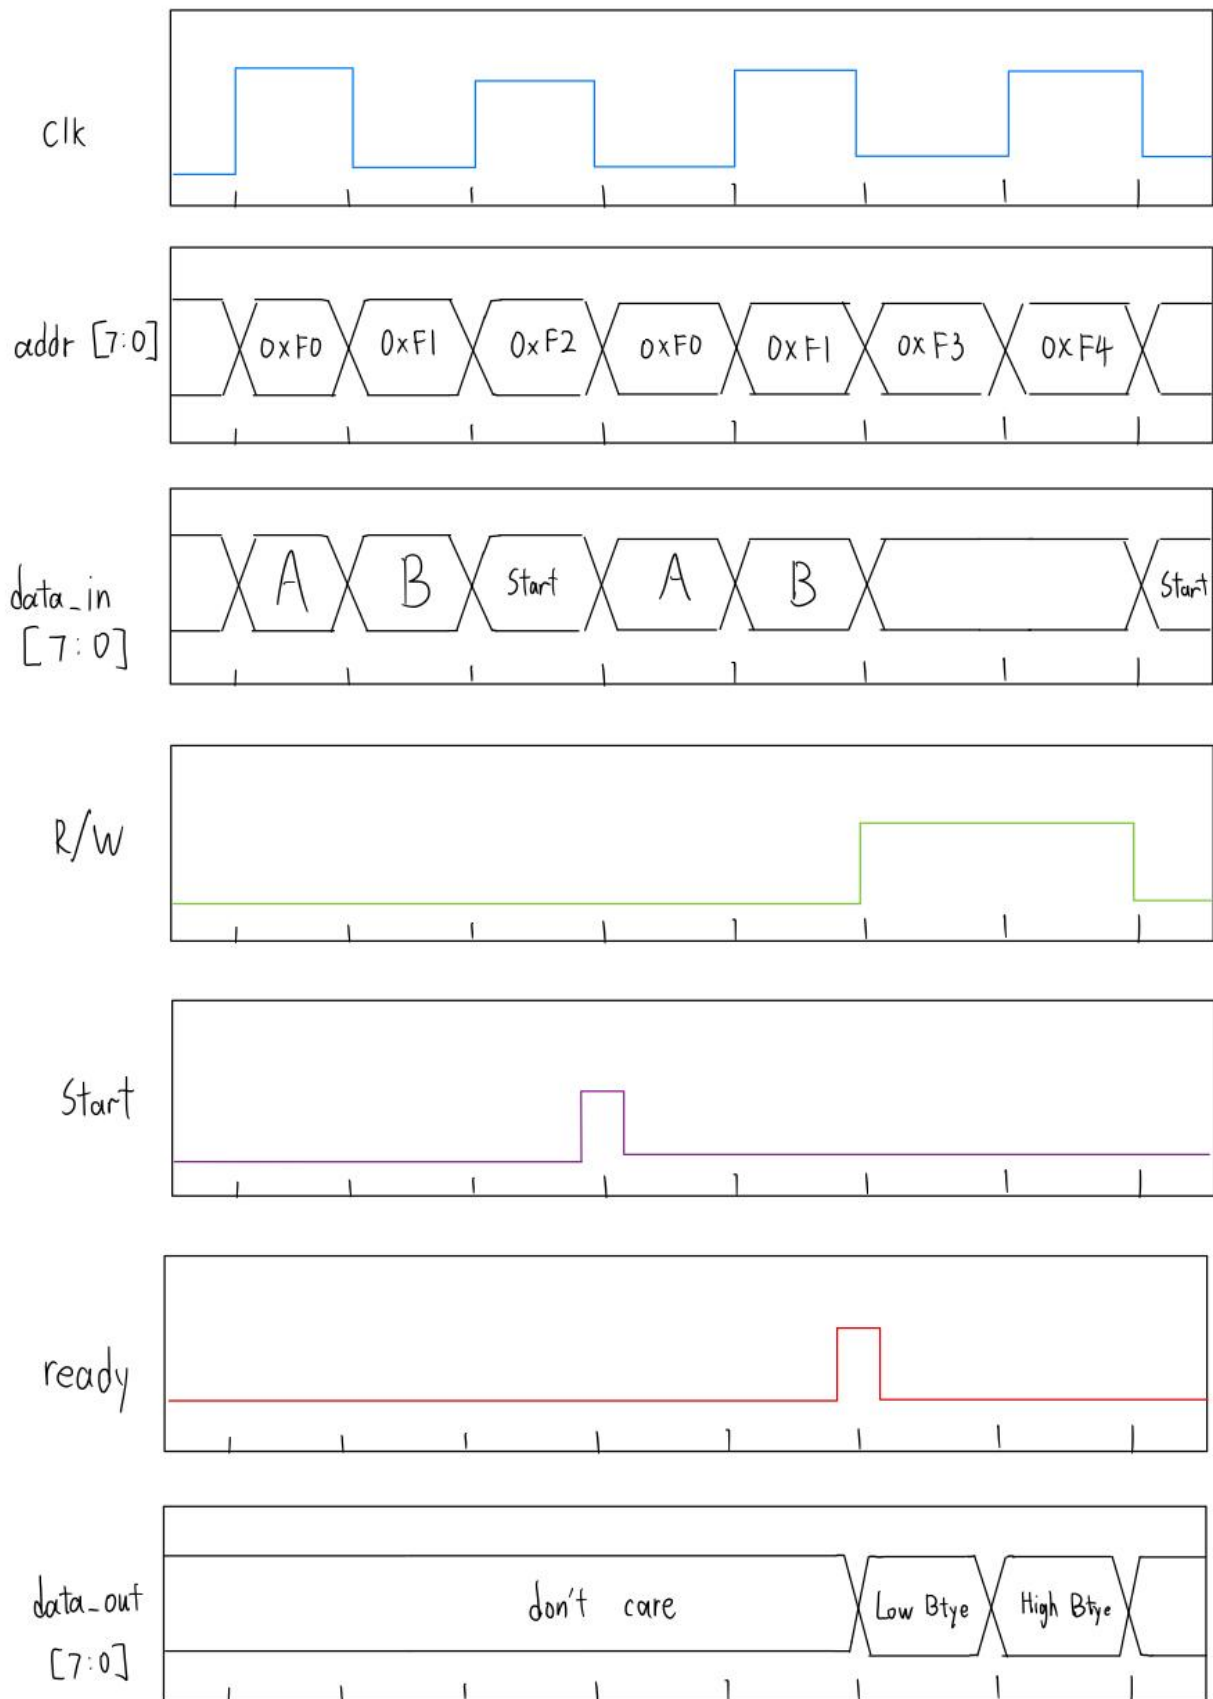 Clk
addr [7:0]
0xF0 0xF1 0xF2 0xF0 0xF1 0xF3 0xF4
data_in
[7:0]
A B Start A B Start
R/W
Start
ready
data_out
[7:0]
don't care Low Btye High Btye